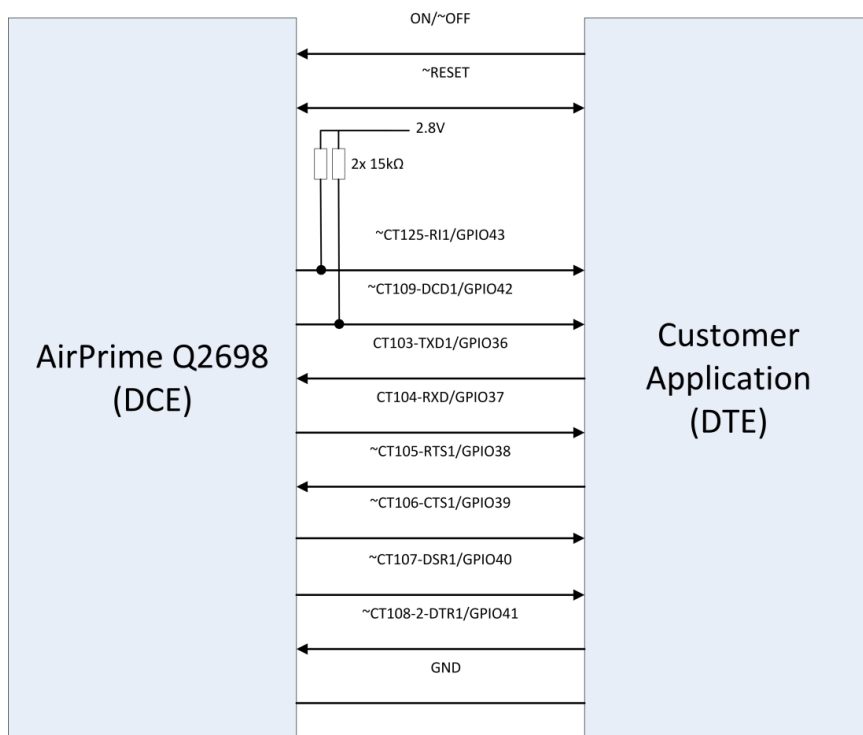 ON/~OFF
~RESET
2.8V
2x 15kΩ
~CT125-RI1/GPIO43
~CT109-DCD1/GPIO42
CT103-TXD1/GPIO36
CT104-RXD/GPIO37
~CT105-RTS1/GPIO38
~CT106-CTS1/GPIO39
~CT107-DSR1/GPIO40
~CT108-2-DTR1/GPIO41
GND
AirPrime Q2698
(DCE)
Customer
Application
(DTE)